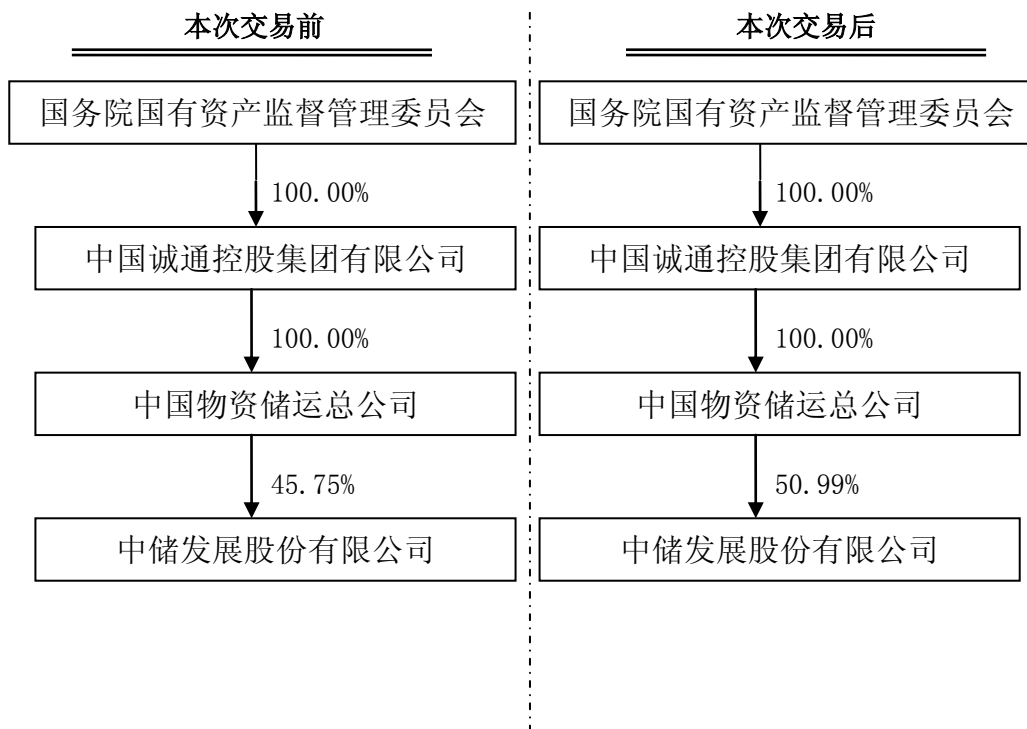 本次交易前
国务院国有资产监督管理委员会
100.00%
中国诚通控股集团有限公司
100.00%
中国物资储运总公司
45.75%
中储发展股份有限公司
本次交易后
国务院国有资产监督管理委员会
100.00%
中国诚通控股集团有限公司
100.00%
中国物资储运总公司
50.99%
中储发展股份有限公司